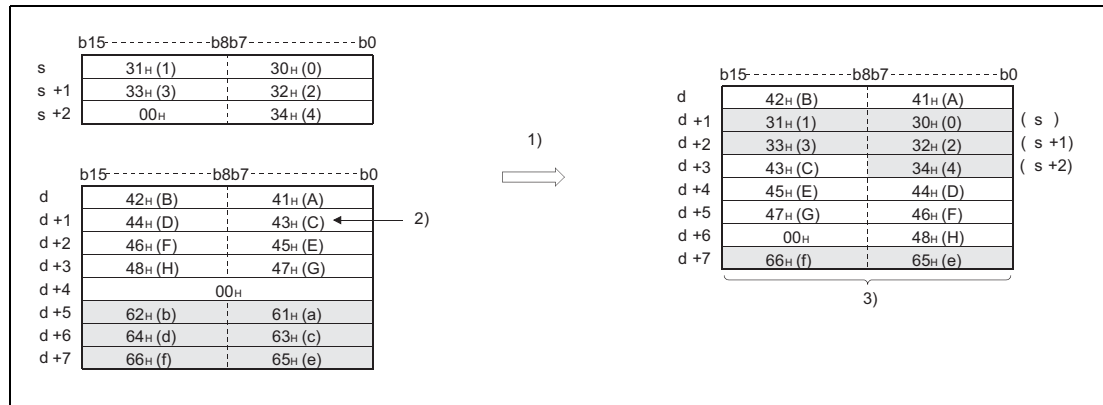 b15 b8b7 b0
s 31H (1) 30H (0)
s +1 33H (3) 32H (2)
s +2 00H 34H (4)
b15 b8b7 b0
d 42H (B) 41H (A)
d +1 44H (D) 43H (C) 2)
d +2 46H (F) 45H (E)
d +3 48H (H) 47H (G)
d +4 00H
d +5 62H (b) 61H (a)
d +6 64H (d) 63H (c)
d +7 66H (f) 65H (e)
1)
b15 b8b7 b0
d 42H (B) 41H (A)
d +1 31H (1) 30H (0) ( s )
d +2 33H (3) 32H (2) ( s +1)
d +3 43H (C) 34H (4) ( s +2)
d +4 45H (E) 44H (D)
d +5 47H (G) 46H (F)
d +6 00H 48H (H)
d +7 66H (f) 65H (e)
3)